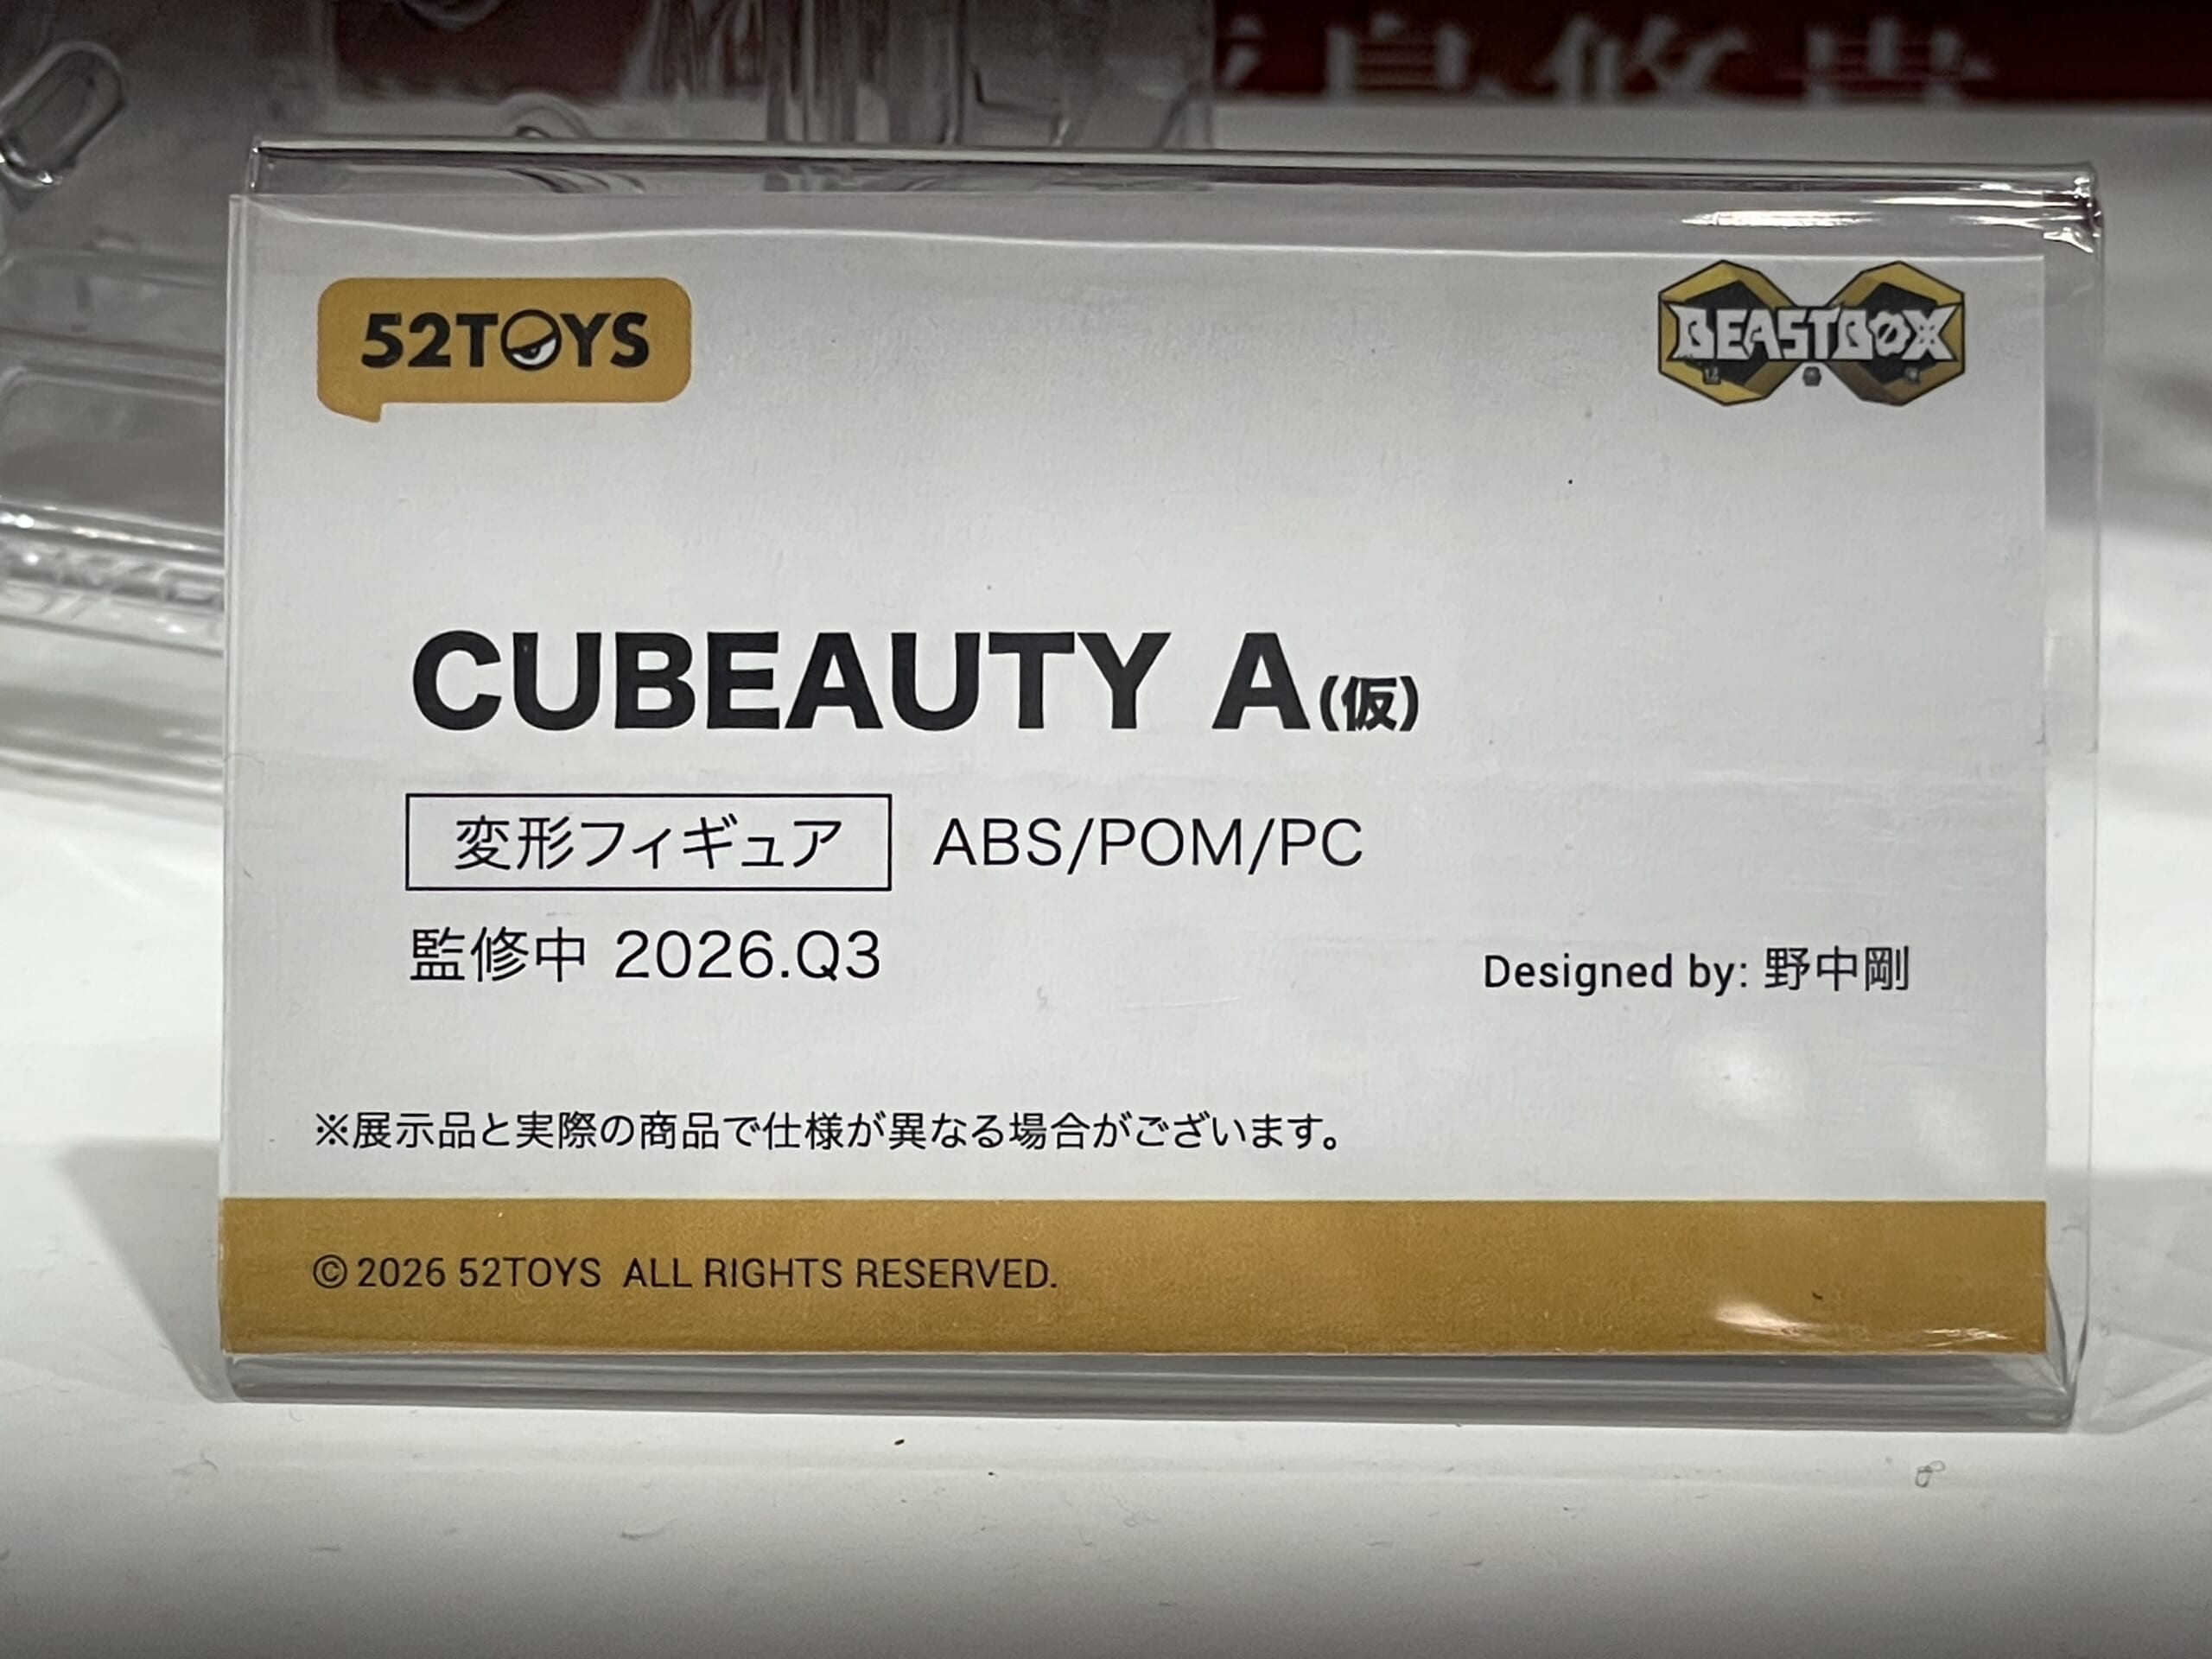 52TOYS
BEASTBOX
CUBEAUTY A(仮)
変形フィギュア ABS/POM/PC
監修中 2026.Q3
Designed by: 野中剛
※展示品と実際の商品で仕様が異なる場合がございます。
© 2026 52TOYS ALL RIGHTS RESERVED.